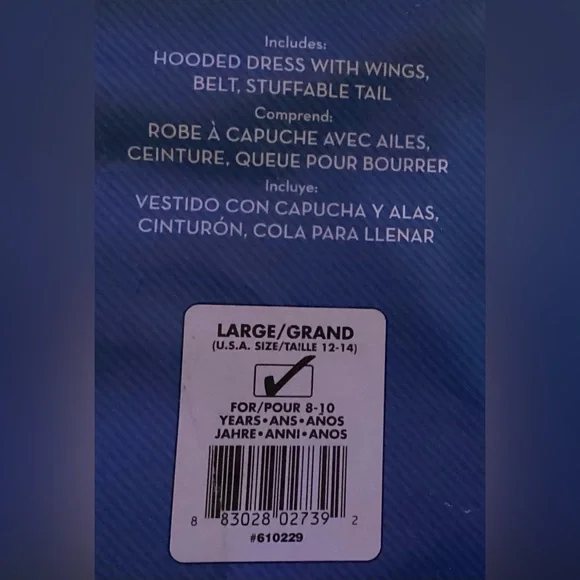 Includes:
HOODED DRESS WITH WINGS,
BELT, STUFFABLE TAIL
Comprend:
ROBE À CAPUCHE AVEC AILES,
CEINTURE, QUEUE POUR BOURRER
Incluye:
VESTIDO CON CAPUCHA Y ALAS,
CINTURÓN, COLA PARA LLENAR
LARGE/GRAND
(U.S.A. SIZE/TAILLE 12-14)
FOR/POUR 8-10
YEARS•ANS•AÑOS
JAHRE•ANNI•ANOS
8 83028 02739 2
#610229